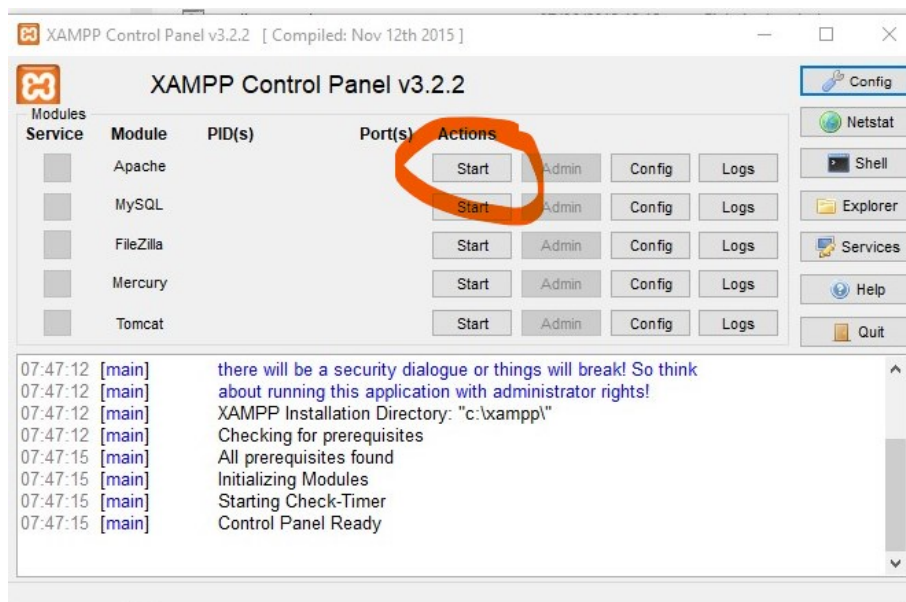 XAMPP Control Panel v3.2.2 [ Compiled: Nov 12th 2015 ]
XAMPP Control Panel v3.2.2
Config
Modules
Service Module PID(s) Port(s) Actions
Netstat
Apache Start Admin Config Logs
Shell
MySQL Start Admin Config Logs
Explorer
FileZilla Start Admin Config Logs
Services
Mercury Start Admin Config Logs
Help
Tomcat Start Admin Config Logs
Quit
07:47:12 [main] there will be a security dialogue or things will break! So think
07:47:12 [main] about running this application with administrator rights!
07:47:12 [main] XAMPP Installation Directory: "c:\xampp\"
07:47:12 [main] Checking for prerequisites
07:47:15 [main] All prerequisites found
07:47:15 [main] Initializing Modules
07:47:15 [main] Starting Check-Timer
07:47:15 [main] Control Panel Ready